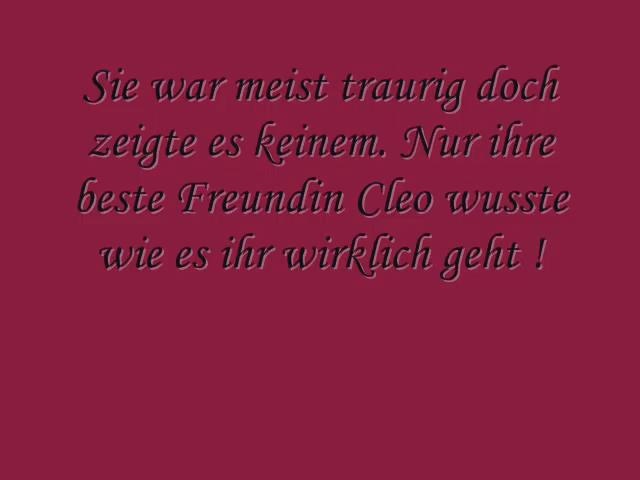 Sie war meist traurig doch
zeigte es keinem. Nur ihre
beste Freundin Cleo wusste
wie es ihr wirklich geht !